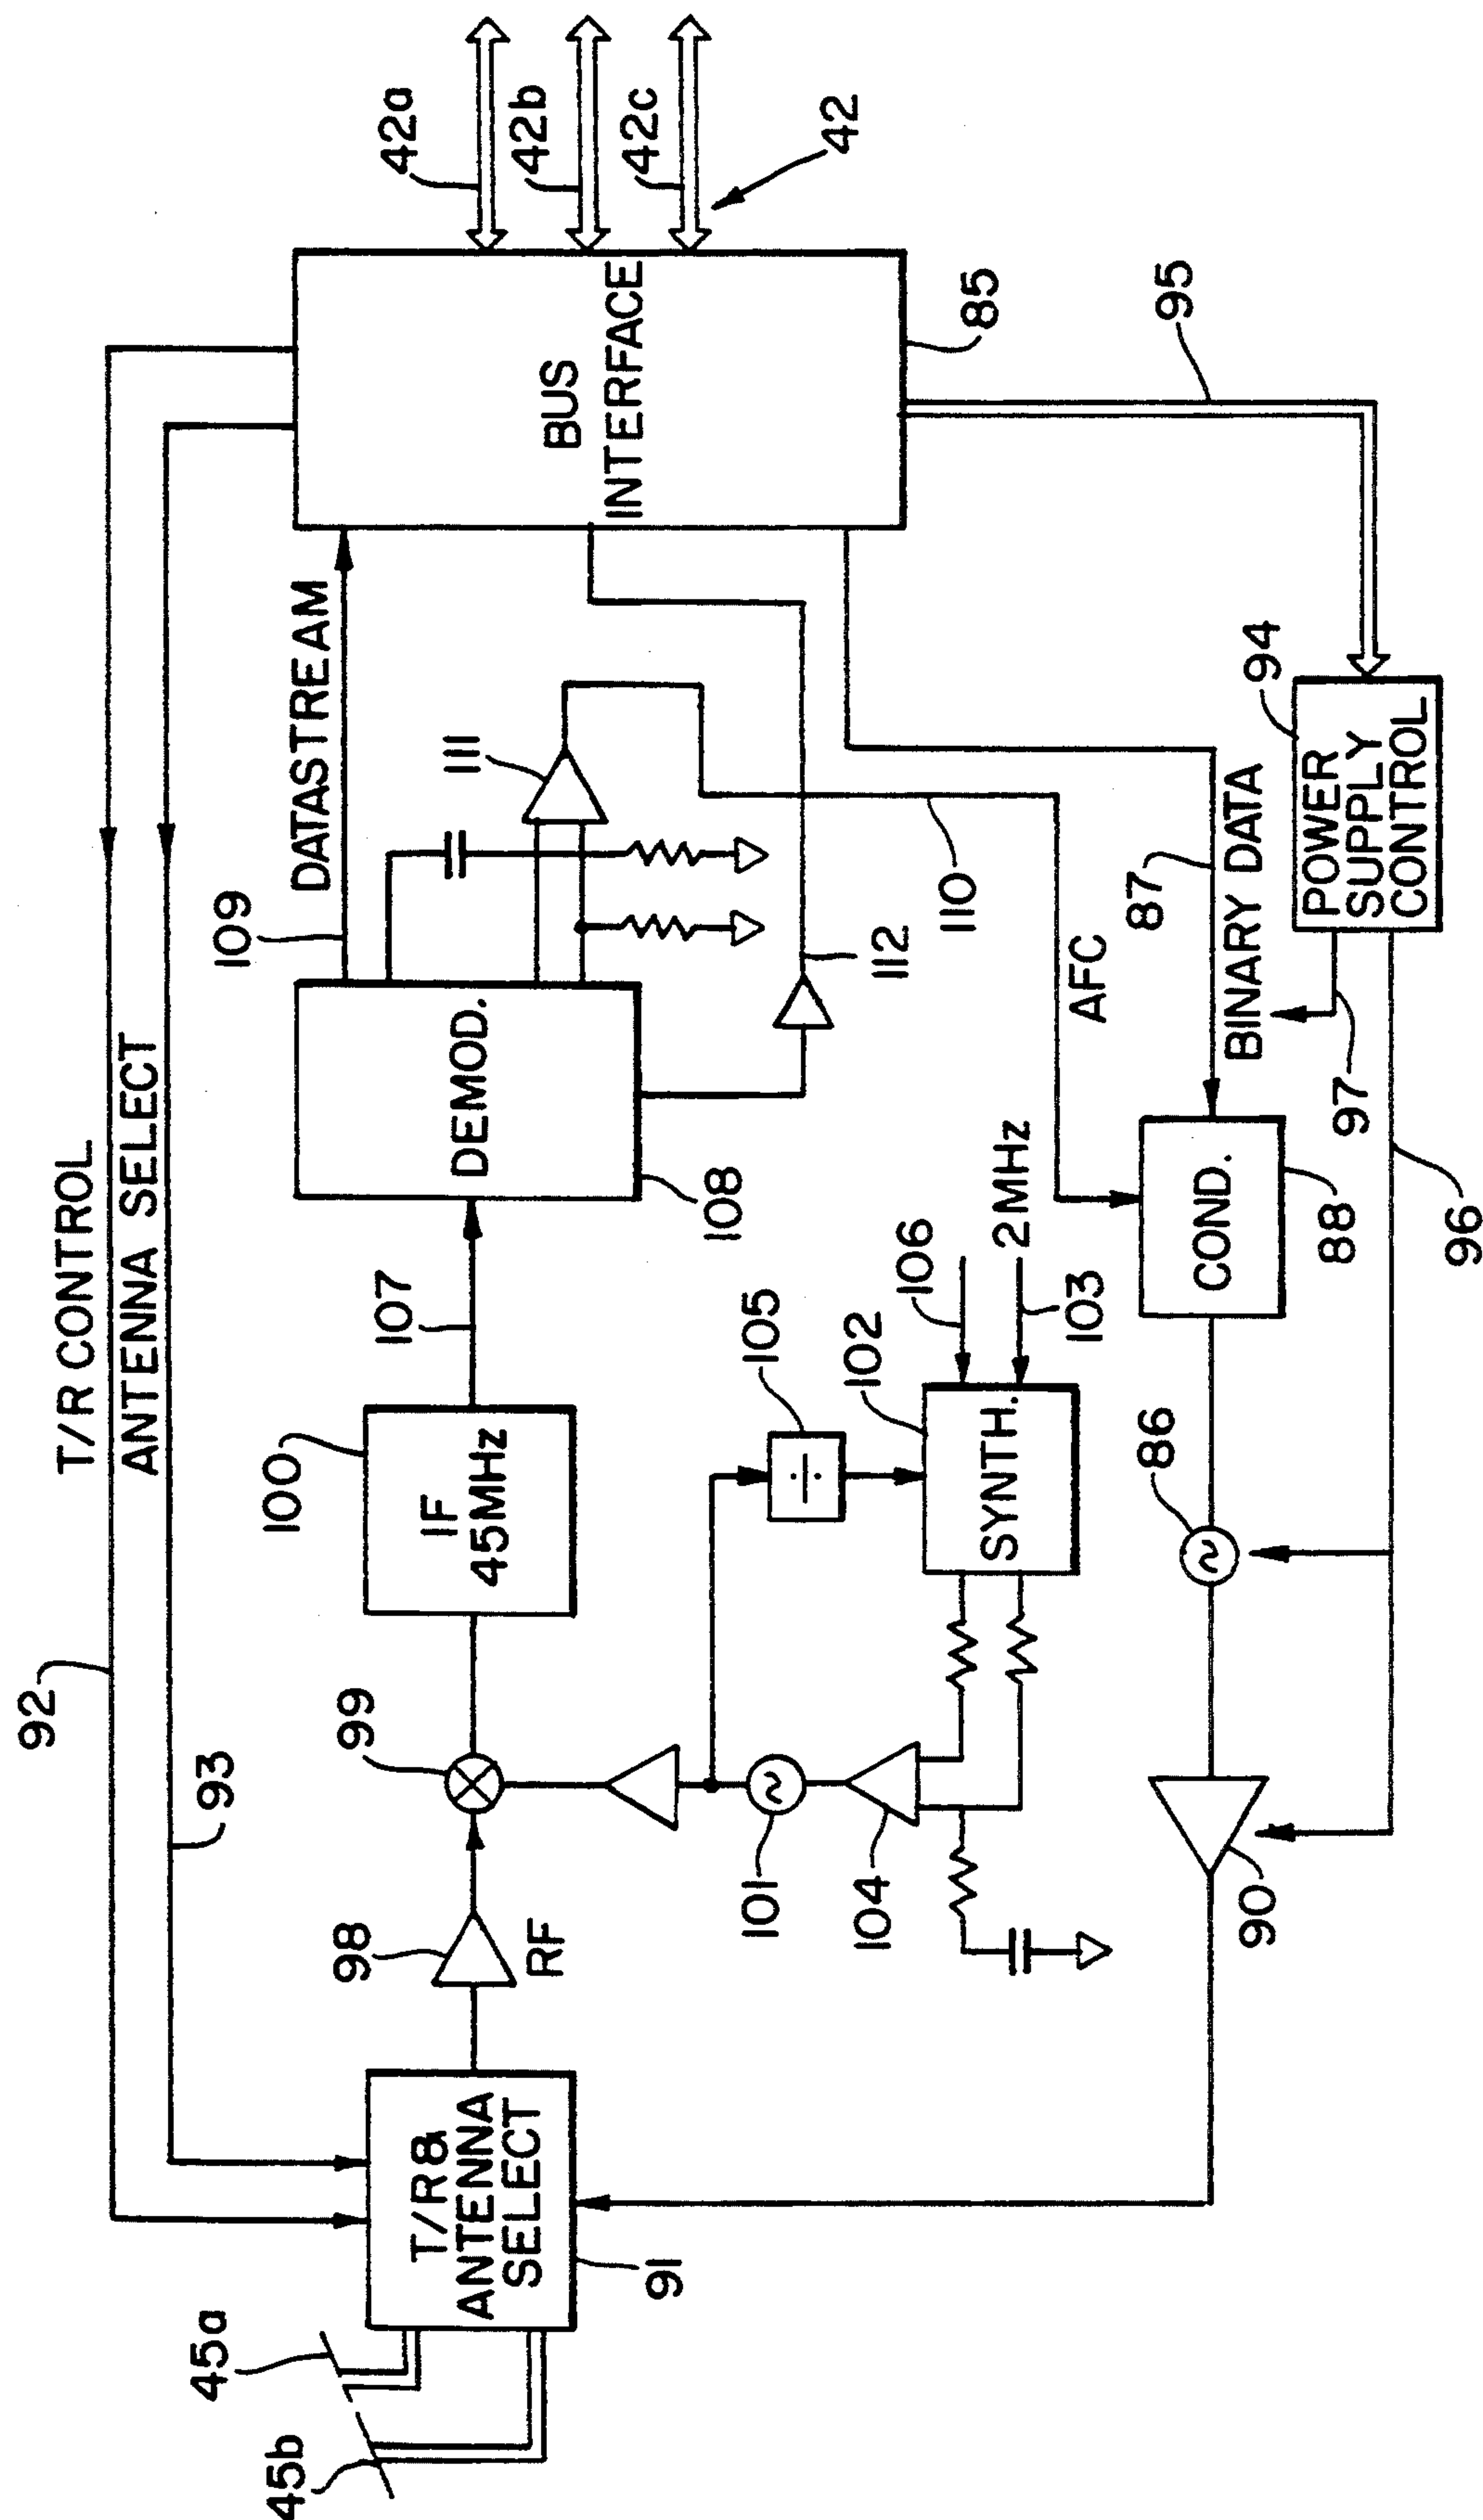 92
T/R CONTROL
ANTENNA SELECT
93
45a
45b
T/R&
ANTENNA
SELECT
91
98
RF
99
100
IF
45MHz
107
DEMOD.
108
109
DATASTREAM
111
BUS
INTERFACE
85
42a
42b
42c
42
112
110
AFC
101
104
105
102
SYNTH.
106
2 MHz
103
90
86
COND.
88
87
BINARY DATA
97
96
94
POWER
SUPPLY
CONTROL
95